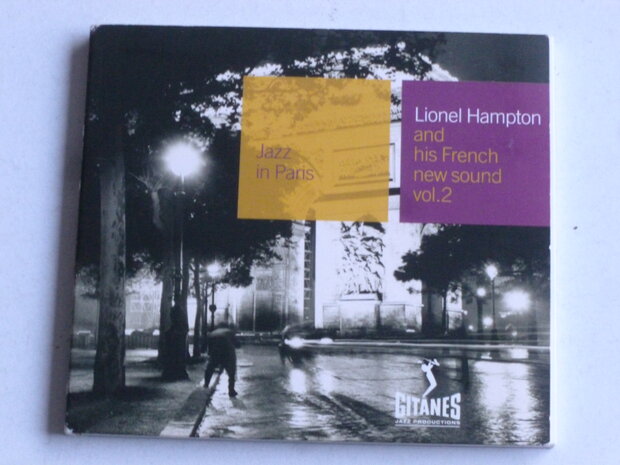 Jazz
in Paris
Lionel Hampton
and
his French
new sound
vol.2
GITANES
JAZZ PRODUCTIONS